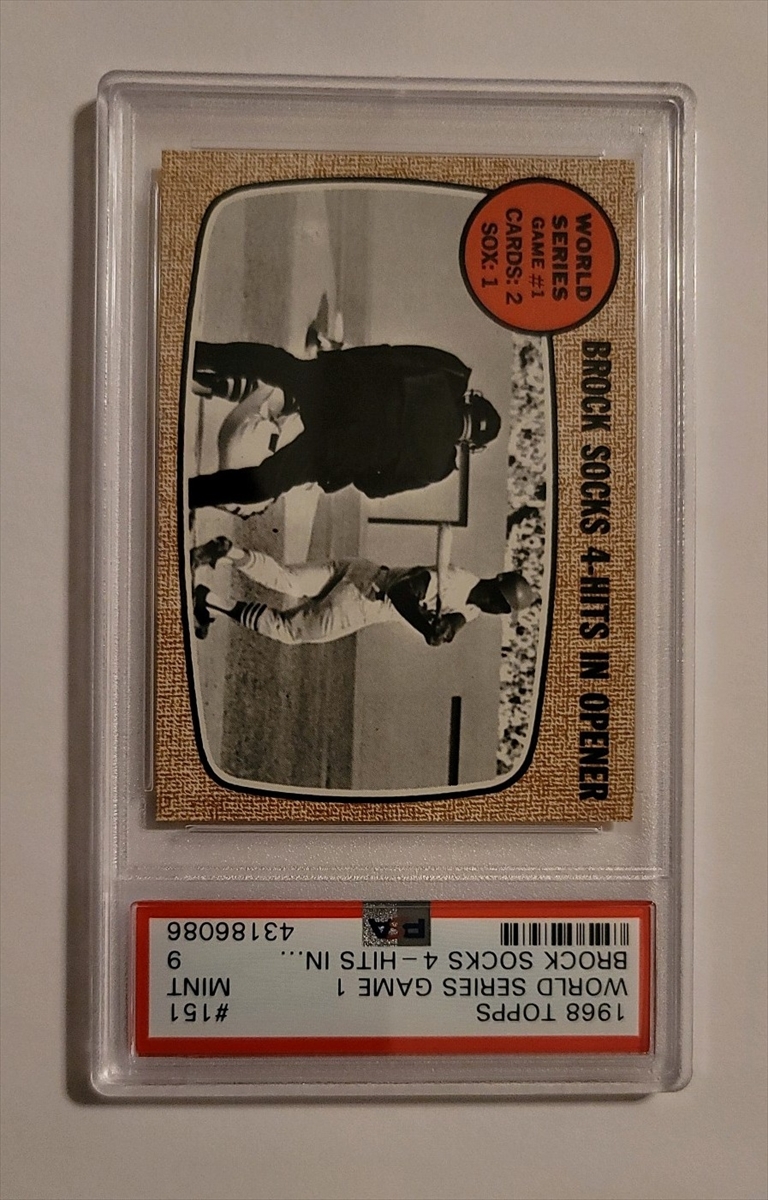 1968 TOPPS #151
WORLD SERIES GAME 1 MINT
BROCK SOCKS 4-HITS IN... 9
43186086
PSA
WORLD
SERIES
GAME #1
CARDS: 2
SOX: 1
BROCK SOCKS 4-HITS IN OPENER